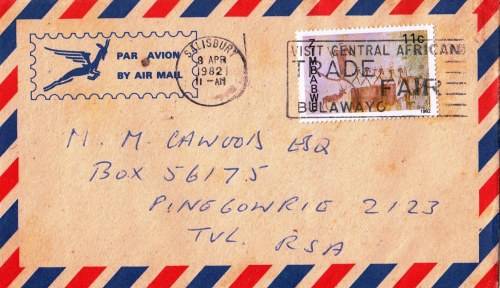 PAR AVION
BY AIR MAIL
SALISBURY
8 APR
1982
11-AM
11c
ZIMBABWE
VISIT CENTRAL AFRICAN
TRADE
FAIR
BULAWAYO
1982
M. M. CAWOOD ESQ
BOX 56175
PINEGOWRIE 2123
TVL. RSA